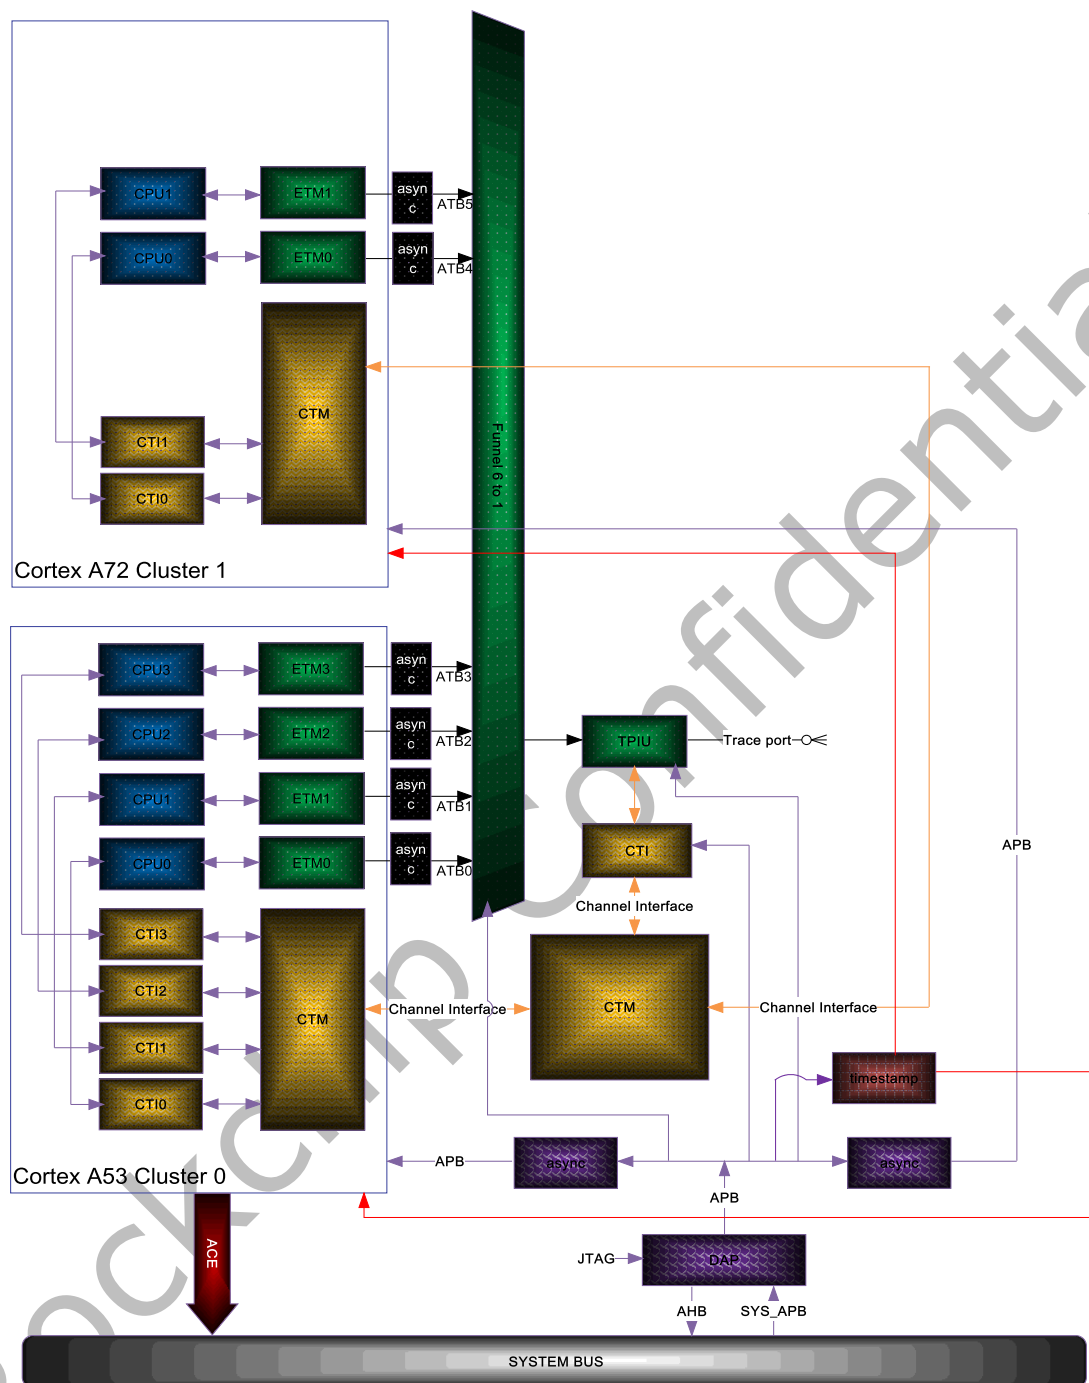 CPU1
ETM1
asyn
c
ATB5
CPU0
ETM0
asyn
c
ATB4
CTM
CTI1
CTI0
Funnel 6 to 1
Cortex A72 Cluster 1
CPU3
ETM3
asyn
c
ATB3
CPU2
ETM2
asyn
c
ATB2
TPIU
Trace port
CPU1
ETM1
asyn
c
ATB1
CPU0
ETM0
asyn
c
ATB0
CTI
APB
Channel Interface
CTI3
CTI2
CTI1
CTI0
CTM
Channel Interface
CTM
Channel Interface
timestamp
Cortex A53 Cluster 0
APB
async
async
APB
ACE
JTAG
DAP
AHB
SYS_APB
SYSTEM BUS
ockchip Confidentia